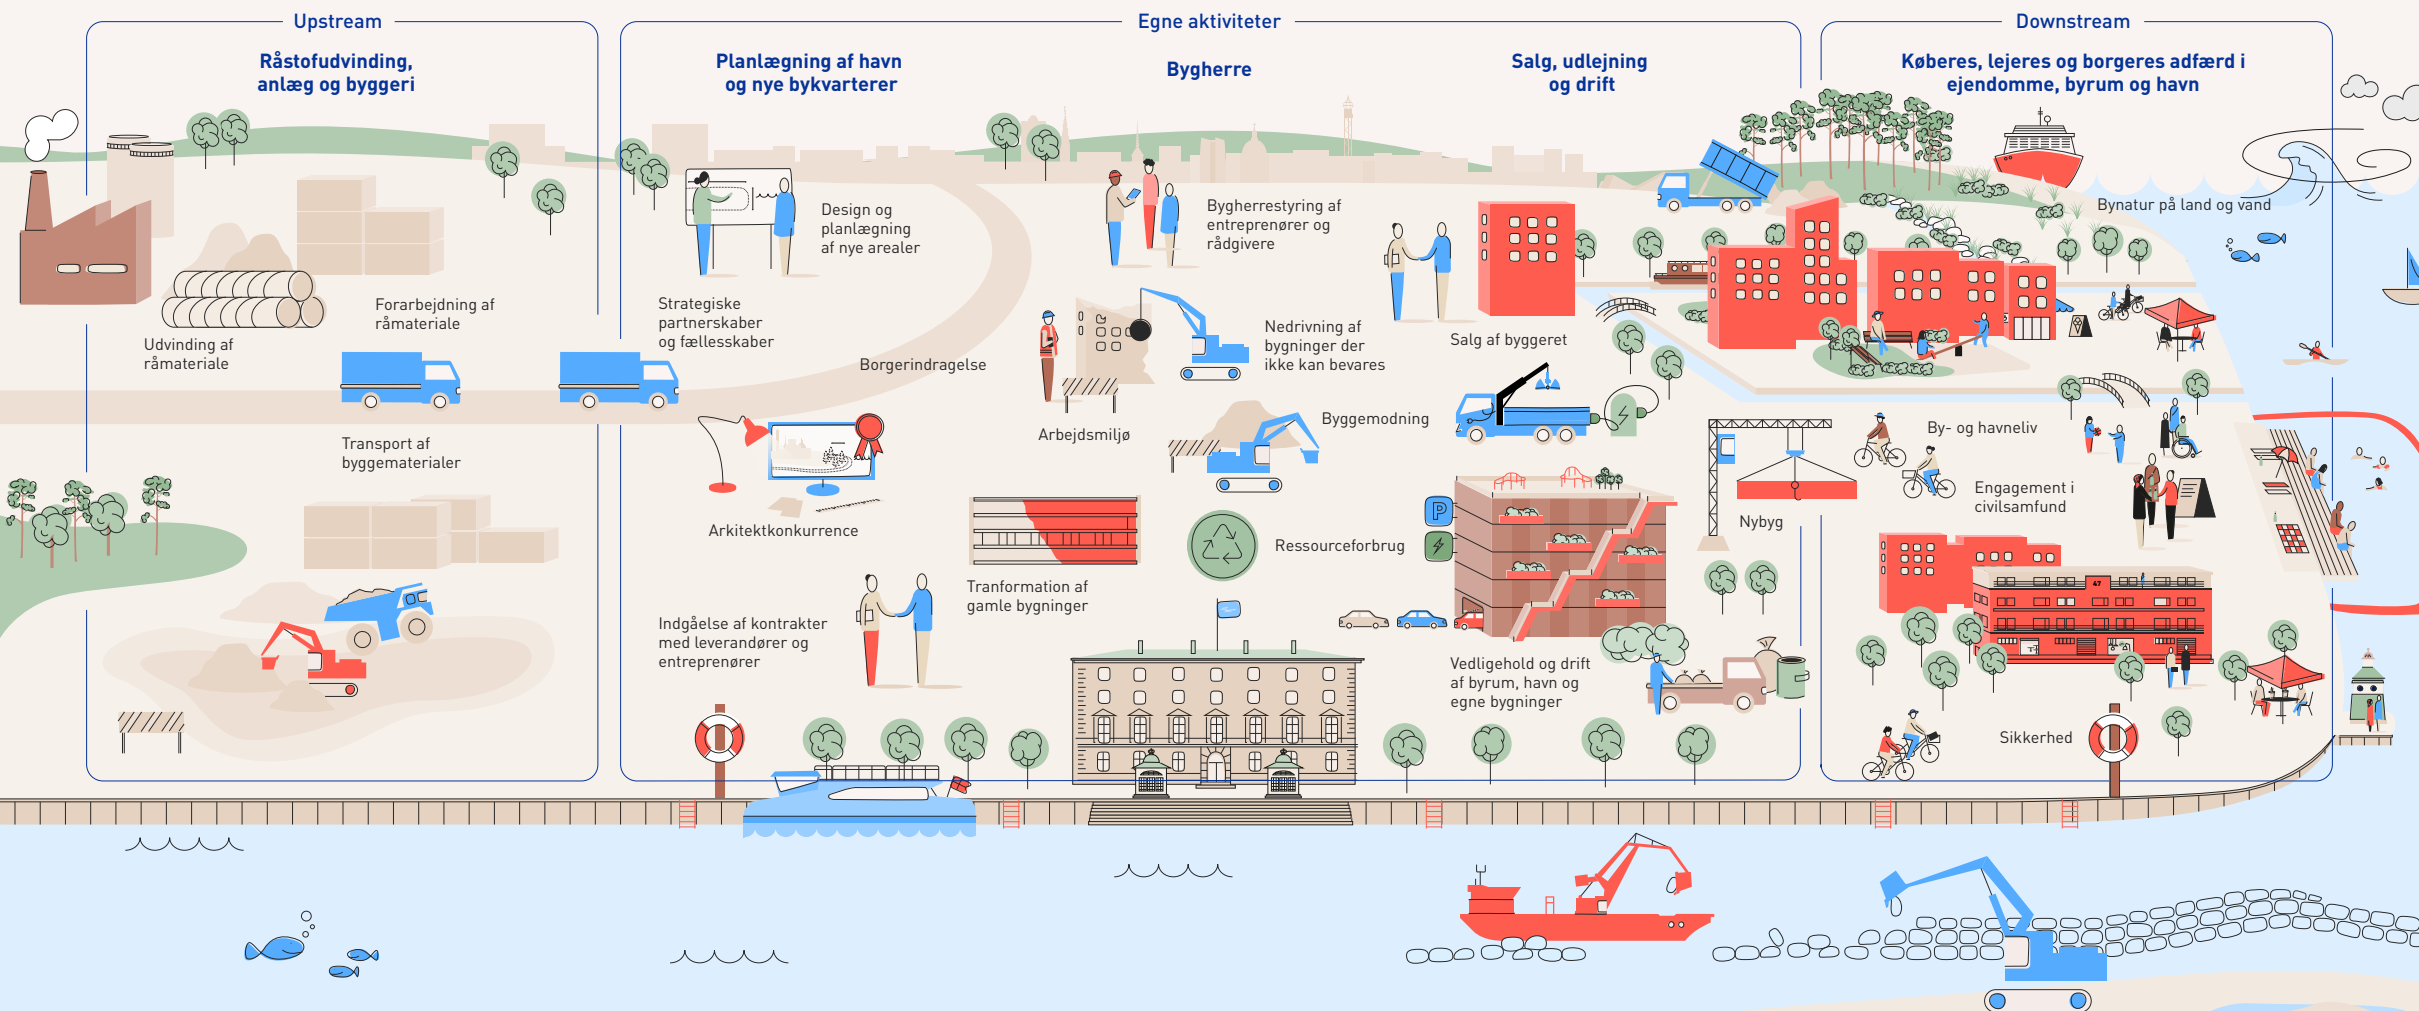 Upstream
Råstofudvinding,
anlæg og byggeri
Udvinding af
råmateriale
Forarbejdning af
råmateriale
Transport af
byggematerialer
Egne aktiviteter
Planlægning af havn
og nye bykvarterer
Design og
planlægning
af nye arealer
Strategiske
partnerskaber
og fællesskaber
Borgerindragelse
Arkitektkonkurrence
Indgåelse af kontrakter
med leverandører og
entreprenører
Bygherre
Bygherrestyring af
entreprenører og
rådgivere
Nedrivning af
bygninger der
ikke kan bevares
Arbejdsmiljø
Byggemodning
Tranformation af
gamle bygninger
Ressourceforbrug
Salg, udlejning
og drift
Salg af byggeret
P
Nybyg
Vedligehold og drift
af byrum, havn og
egne bygninger
Downstream
Køberes, lejeres og borgeres adfærd i
ejendomme, byrum og havn
Bynatur på land og vand
By- og havneliv
Engagement i
civilsamfund
47
Sikkerhed